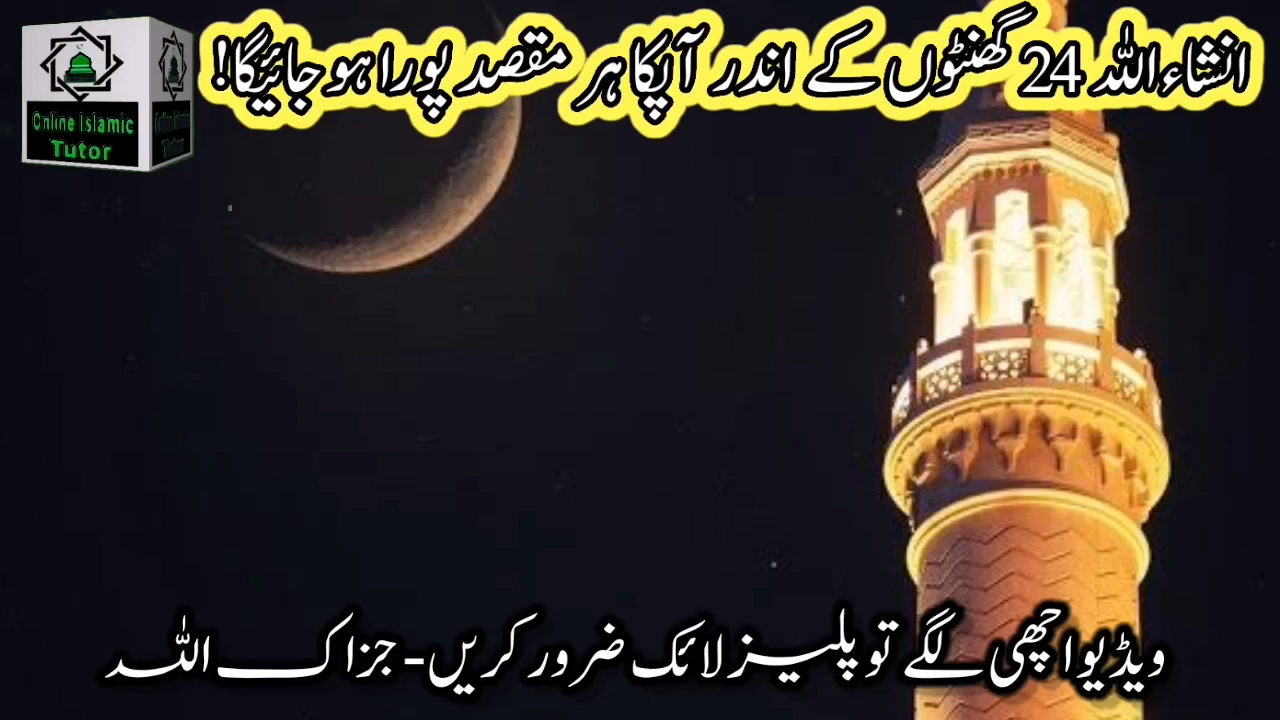 انشاءاللہ 24 گھنٹوں کے اندر آپکا ہر مقصد پورا ہو جائیگا!
Online islamic
Tutor
ویڈیو اچھی لگے تو پلیز لائک ضرور کریں - جزاک اللہ